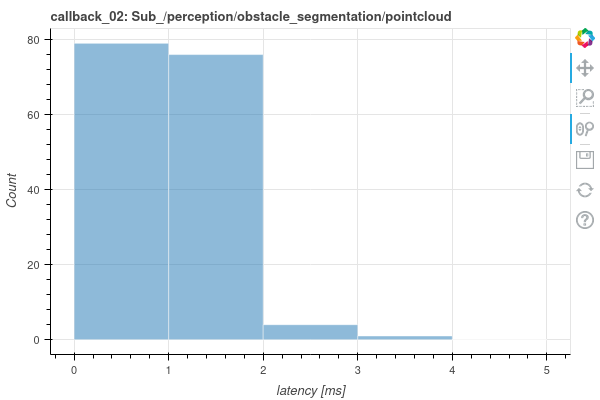 callback_02: Sub_/perception/obstacle_segmentation/pointcloud
80
60
40
20
0
Count
0 1 2 3 4 5
latency [ms]